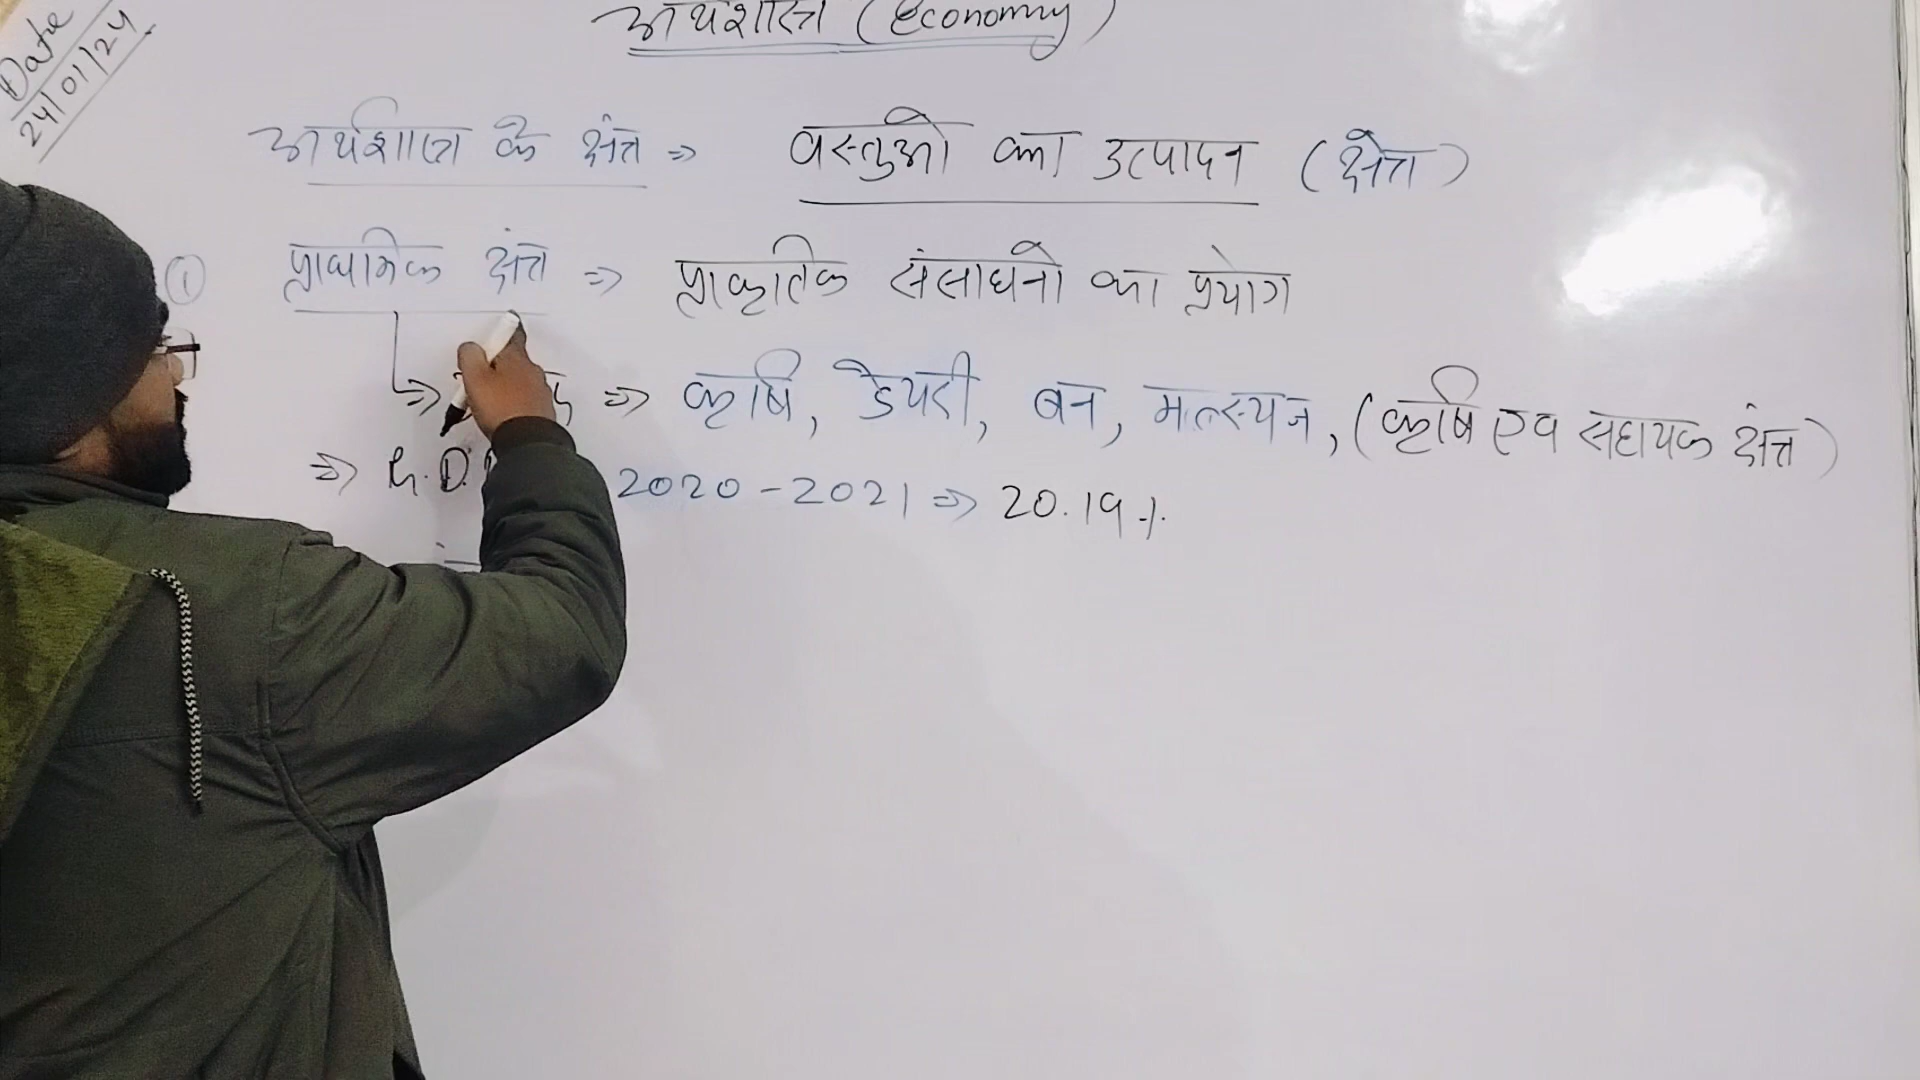 Date
24/01/24
अर्थशास्त्र (Economy)
अर्थशास्त्र के क्षेत्र ⇒ वस्तुओं का उत्पादन (क्षेत्र)
① प्राथमिक क्षेत्र ⇒ प्राकृतिक संसाधनों का प्रयोग
⇒ कृषि, डेयरी, बन, मत्स्यन, (कृषि एव सहायक क्षेत्र)
⇒ G.D. 2020-2021 ⇒ 20.19%